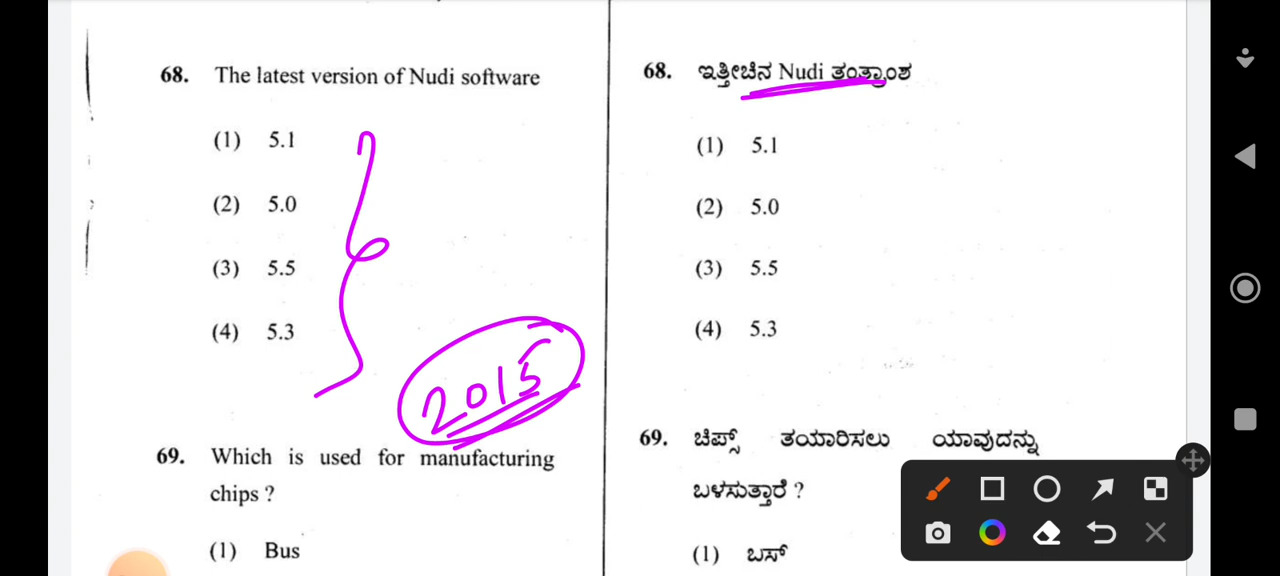 68. The latest version of Nudi software
(1) 5.1
(2) 5.0
(3) 5.5
(4) 5.3
2015
69. Which is used for manufacturing
chips ?
(1) Bus
68. ಇತ್ತೀಚಿನ Nudi ತಂತ್ರಾಂಶ
(1) 5.1
(2) 5.0
(3) 5.5
(4) 5.3
69. ಚಿಪ್ಸ್ ತಯಾರಿಸಲು ಯಾವುದನ್ನು
ಬಳಸುತ್ತಾರೆ ?
(1) ಬಸ್